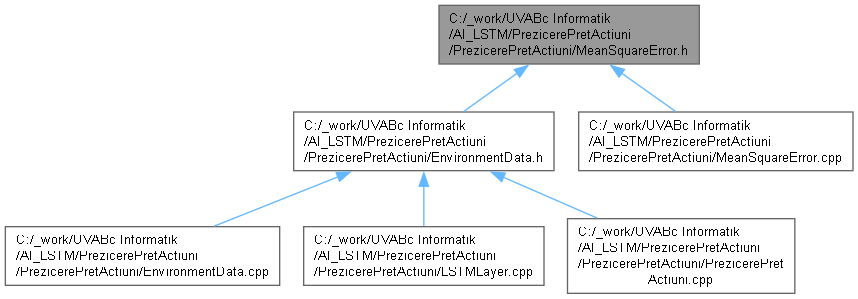 C:/_work/UVABc Informatik
/AI_LSTM/PrezicerePretActiuni
/PrezicerePretActiuni/MeanSquareError.h
C:/_work/UVABc Informatik
/AI_LSTM/PrezicerePretActiuni
/PrezicerePretActiuni/EnvironmentData.h
C:/_work/UVABc Informatik
/AI_LSTM/PrezicerePretActiuni
/PrezicerePretActiuni/MeanSquareError.cpp
C:/_work/UVABc Informatik
/AI_LSTM/PrezicerePretActiuni
/PrezicerePretActiuni/EnvironmentData.cpp
C:/_work/UVABc Informatik
/AI_LSTM/PrezicerePretActiuni
/PrezicerePretActiuni/LSTMLayer.cpp
C:/_work/UVABc Informatik
/AI_LSTM/PrezicerePretActiuni
/PrezicerePretActiuni/PrezicerePret
Actiuni.cpp